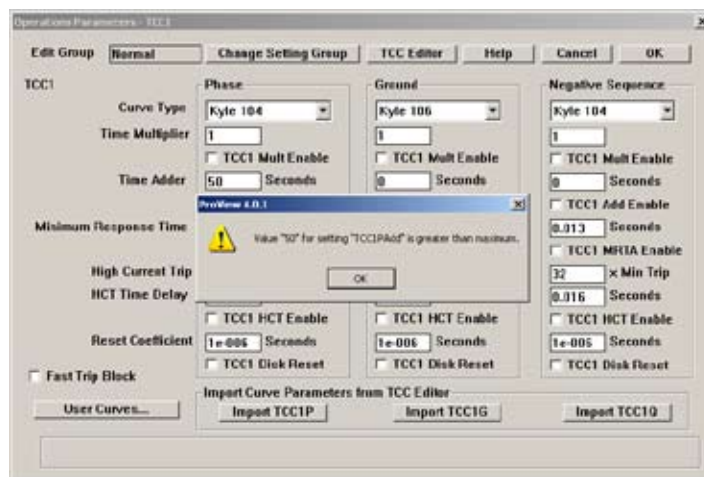 Operations Parameters - TCC1
Edit Group Normal Change Setting Group TCC Editor Help Cancel OK
TCC1 Phase Ground Negative Sequence
Curve Type Kyle 104 Kyle 106 Kyle 104
Time Multiplier 1 1 1
TCC1 Mult Enable TCC1 Mult Enable TCC1 Mult Enable
Time Adder 50 Seconds 0 Seconds 0 Seconds
TCC1 Add Enable
ProView 4.0.1
Minimum Response Time 0.013 Seconds
Value "50" for setting "TCC1PAdd" is greater than maximum.
TCC1 MRTA Enable
OK
High Current Trip 32 x Min Trip
HCT Time Delay 0.016 Seconds
TCC1 HCT Enable TCC1 HCT Enable TCC1 HCT Enable
Reset Coefficient 1e-006 Seconds 1e-006 Seconds 1e-006 Seconds
TCC1 Disk Reset TCC1 Disk Reset TCC1 Disk Reset
Fast Trip Block
Import Curve Parameters from TCC Editor
User Curves... Import TCC1P Import TCC1G Import TCC1Q